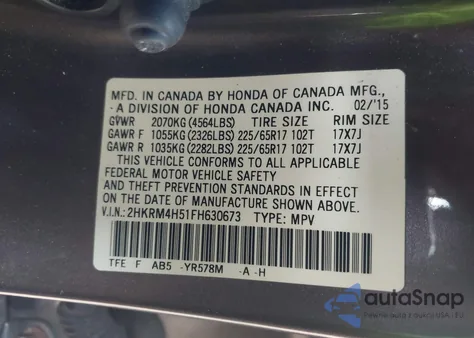 MFD. IN CANADA BY HONDA OF CANADA MFG.,
A DIVISION OF HONDA CANADA INC. 02/'15
GVWR 2070KG (4564LBS) TIRE SIZE RIM SIZE
GAWR F 1055KG (2326LBS) 225/65R17 102T 17X7J
GAWR R 1035KG (2282LBS) 225/65R17 102T 17X7J
THIS VEHICLE CONFORMS TO ALL APPLICABLE
FEDERAL MOTOR VEHICLE SAFETY
AND THEFT PREVENTION STANDARDS IN EFFECT
ON THE DATE OF MANUFACTURE SHOWN ABOVE.
V.I.N.: 2HKRM4H51FH630673 TYPE: MPV
TFE F AB5 -YR578M -A -H
autoSnap